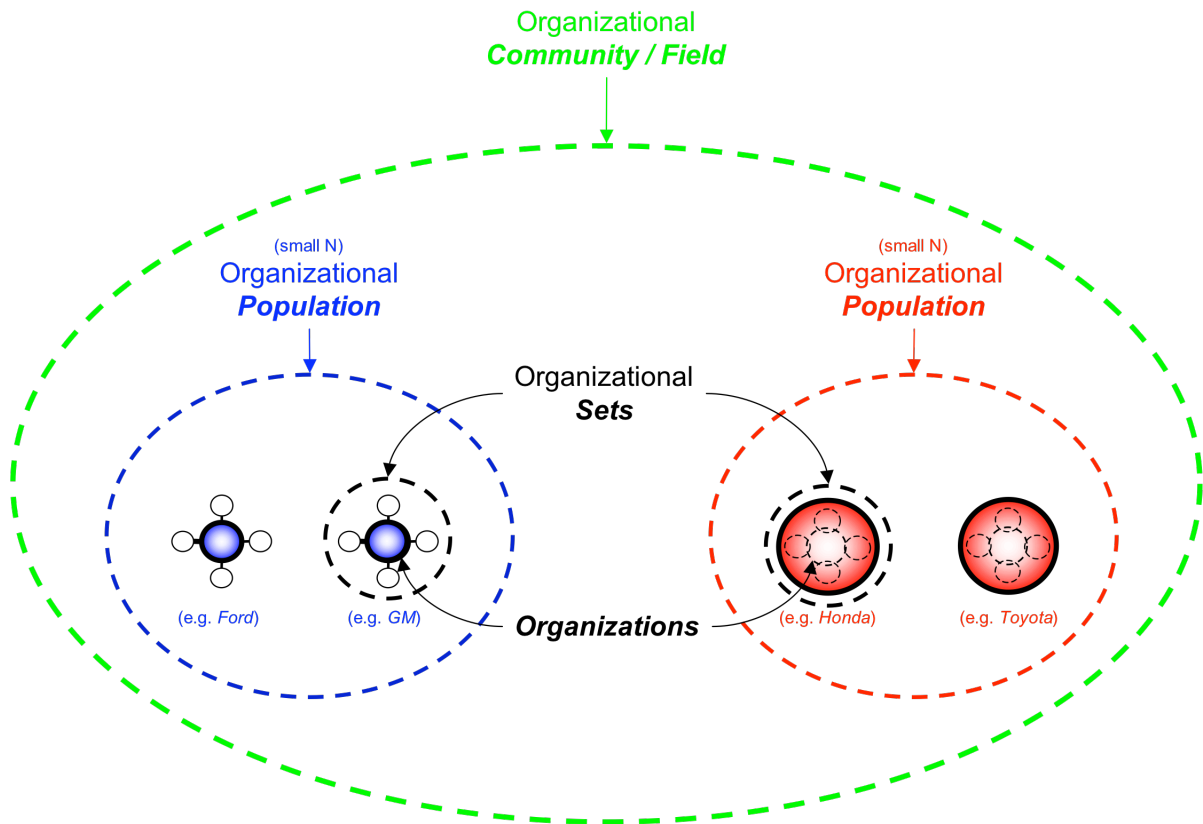 Organizational
Community / Field
(small N)
Organizational
Population
(small N)
Organizational
Population
Organizational
Sets
(e.g. Ford)
(e.g. GM)
Organizations
(e.g. Honda)
(e.g. Toyota)